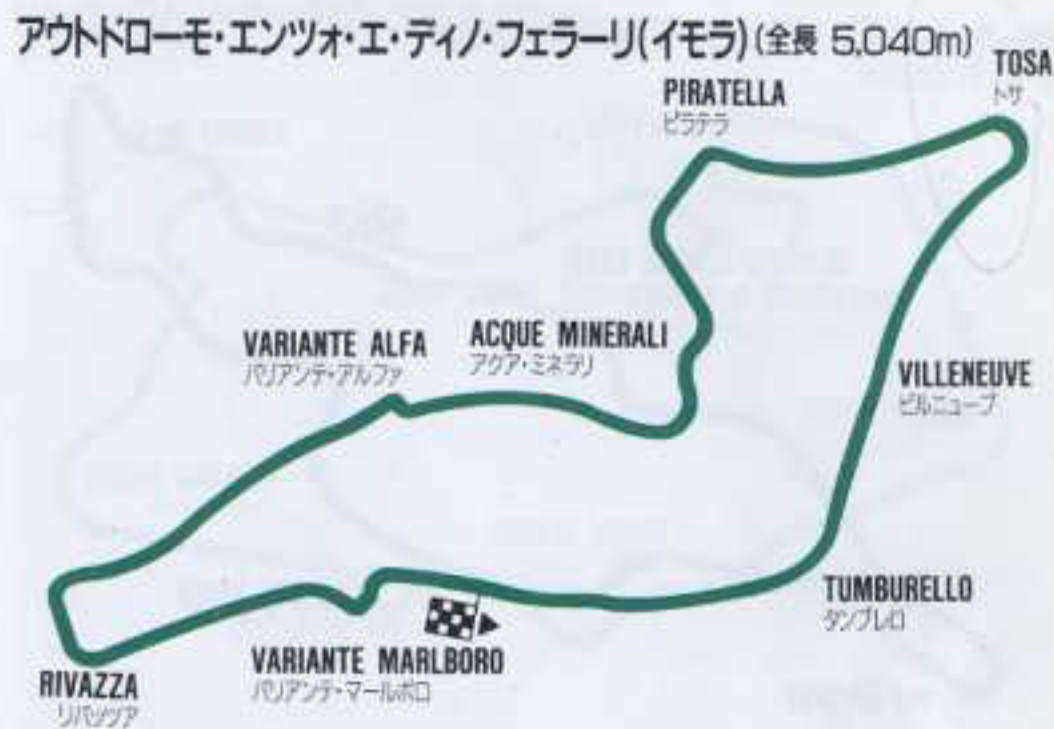 アウトドローモ・エンツォ・エ・ディノ・フェラーリ(イモラ)(全長 5,040m)
TOSA
トサ
PIRATELLA
ピラテラ
VARIANTE ALFA
バリアンテ・アルファ
ACQUE MINERALI
アクア・ミネラリ
VILLENEUVE
ビルニューブ
TUMBURELLO
タンブレロ
VARIANTE MARLBORO
バリアンテ・マールボロ
RIVAZZA
リバッツア